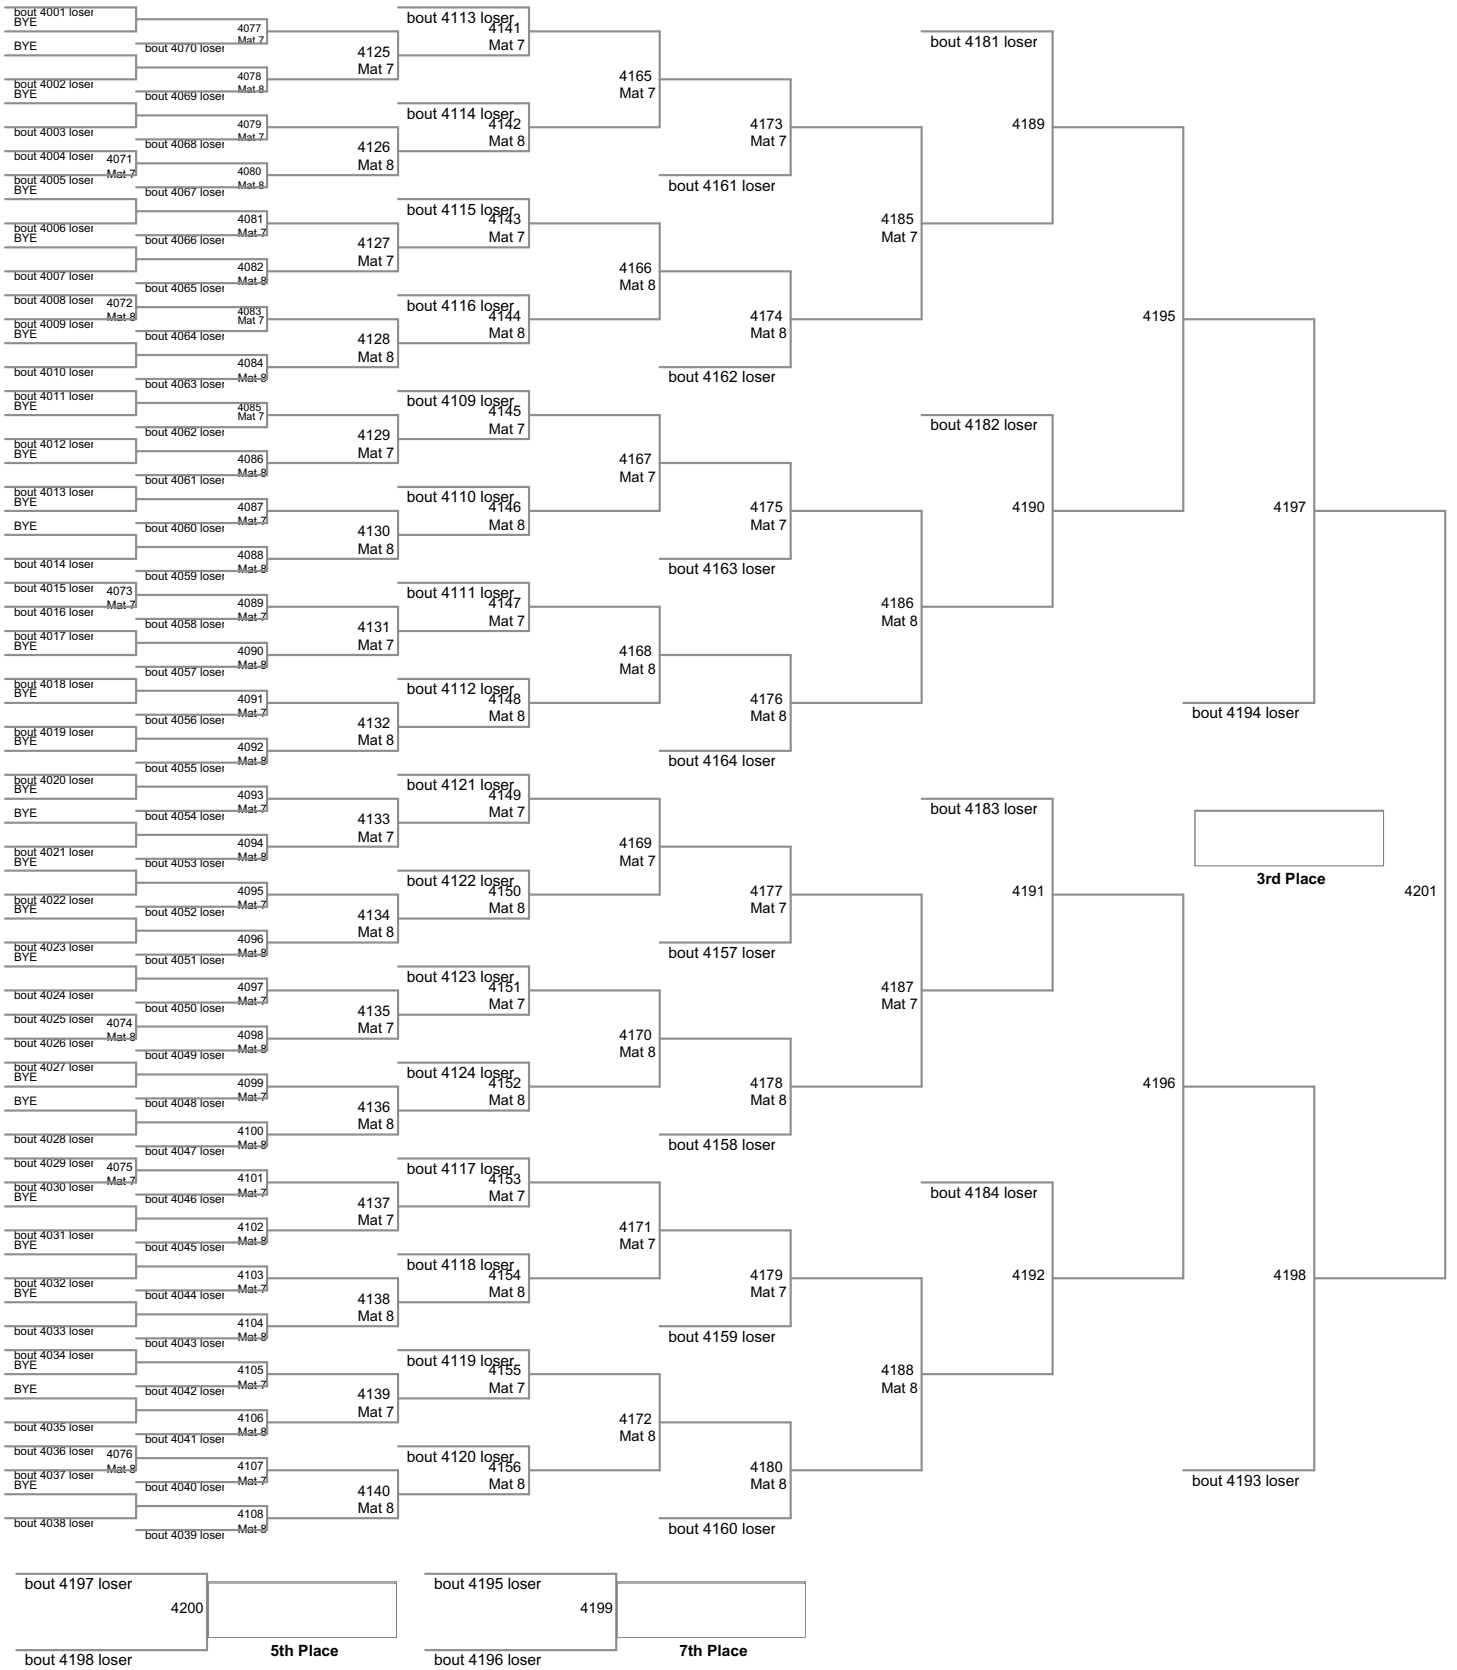 bout 4001 loser
BYE
BYE
bout 4002 loser
BYE
bout 4003 loser
bout 4004 loser
bout 4005 loser
BYE
bout 4006 loser
BYE
bout 4007 loser
bout 4008 loser
bout 4009 loser
BYE
bout 4010 loser
bout 4011 loser
BYE
bout 4012 loser
BYE
bout 4013 loser
BYE
BYE
bout 4014 loser
bout 4015 loser
bout 4016 loser
bout 4017 loser
BYE
bout 4018 loser
BYE
bout 4019 loser
BYE
bout 4020 loser
BYE
BYE
bout 4021 loser
BYE
bout 4022 loser
BYE
bout 4023 loser
BYE
bout 4024 loser
bout 4025 loser
bout 4026 loser
bout 4027 loser
BYE
BYE
bout 4028 loser
bout 4029 loser
bout 4030 loser
BYE
bout 4031 loser
BYE
bout 4032 loser
BYE
bout 4033 loser
bout 4034 loser
BYE
BYE
bout 4035 loser
bout 4036 loser
bout 4037 loser
BYE
bout 4038 loser
4071
Mat 7
4072
Mat 8
4073
Mat 7
4074
Mat 8
4075
Mat 7
4076
Mat 8
bout 4070 loser
bout 4069 loser
bout 4068 loser
bout 4067 loser
bout 4066 loser
bout 4065 loser
bout 4064 loser
bout 4063 loser
bout 4062 loser
bout 4061 loser
bout 4060 loser
bout 4059 loser
bout 4058 loser
bout 4057 loser
bout 4056 loser
bout 4055 loser
bout 4054 loser
bout 4053 loser
bout 4052 loser
bout 4051 loser
bout 4050 loser
bout 4049 loser
bout 4048 loser
bout 4047 loser
bout 4046 loser
bout 4045 loser
bout 4044 loser
bout 4043 loser
bout 4042 loser
bout 4041 loser
bout 4040 loser
bout 4039 loser
4077
Mat 7
4078
Mat 8
4079
Mat 7
4080
Mat 8
4081
Mat 7
4082
Mat 8
4083
Mat 7
4084
Mat 8
4085
Mat 7
4086
Mat 8
4087
Mat 7
4088
Mat 8
4089
Mat 7
4090
Mat 8
4091
Mat 7
4092
Mat 8
4093
Mat 7
4094
Mat 8
4095
Mat 7
4096
Mat 8
4097
Mat 7
4098
Mat 8
4099
Mat 7
4100
Mat 8
4101
Mat 7
4102
Mat 8
4103
Mat 7
4104
Mat 8
4105
Mat 7
4106
Mat 8
4107
Mat 7
4108
Mat 8
4125
Mat 7
4126
Mat 8
4127
Mat 7
4128
Mat 8
4129
Mat 7
4130
Mat 8
4131
Mat 7
4132
Mat 8
4133
Mat 7
4134
Mat 8
4135
Mat 7
4136
Mat 8
4137
Mat 7
4138
Mat 8
4139
Mat 7
4140
Mat 8
bout 4113 loser
4141
Mat 7
bout 4114 loser
4142
Mat 8
bout 4115 loser
4143
Mat 7
bout 4116 loser
4144
Mat 8
bout 4109 loser
4145
Mat 7
bout 4110 loser
4146
Mat 8
bout 4111 loser
4147
Mat 7
bout 4112 loser
4148
Mat 8
bout 4121 loser
4149
Mat 7
bout 4122 loser
4150
Mat 8
bout 4123 loser
4151
Mat 7
bout 4124 loser
4152
Mat 8
bout 4117 loser
4153
Mat 7
bout 4118 loser
4154
Mat 8
bout 4119 loser
4155
Mat 7
bout 4120 loser
4156
Mat 8
4165
Mat 7
4166
Mat 8
4167
Mat 7
4168
Mat 8
4169
Mat 7
4170
Mat 8
4171
Mat 7
4172
Mat 8
4173
Mat 7
bout 4161 loser
4174
Mat 8
bout 4162 loser
4175
Mat 7
bout 4163 loser
4176
Mat 8
bout 4164 loser
4177
Mat 7
bout 4157 loser
4178
Mat 8
bout 4158 loser
4179
Mat 7
bout 4159 loser
4180
Mat 8
bout 4160 loser
4185
Mat 7
4186
Mat 8
4187
Mat 7
4188
Mat 8
bout 4181 loser
4189
bout 4182 loser
4190
bout 4183 loser
4191
bout 4184 loser
4192
4195
4196
4197
bout 4194 loser
3rd Place
4198
bout 4193 loser
4201
bout 4197 loser
4200
5th Place
bout 4198 loser
bout 4195 loser
4199
7th Place
bout 4196 loser